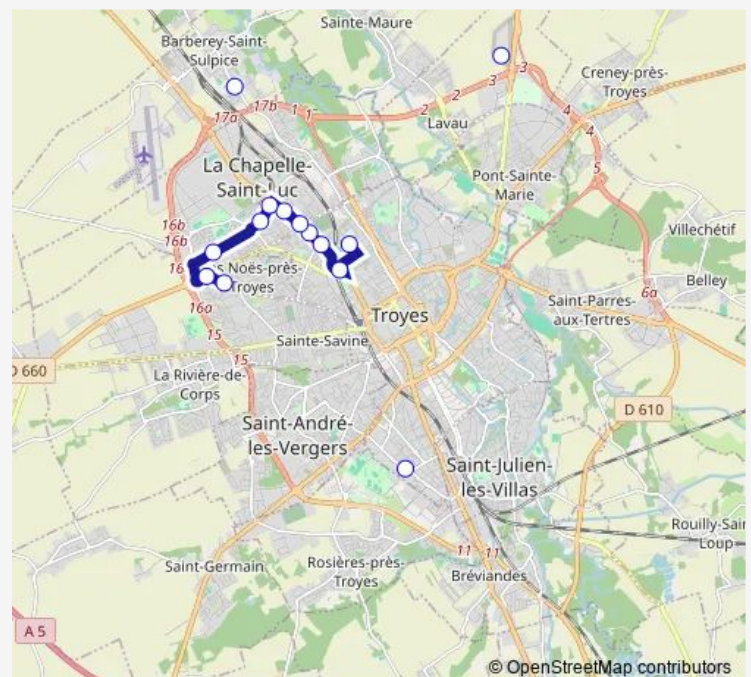 Sainte-Maure
Barberey-Saint-
Sulpice
Creney-près-
Troyes
3
3
2
2
4
4
17b
1
1
17a
Lavau
5
La Chapelle-
Saint-Luc
Pont-Sainte-
Marie
16b
16b
Villechétif
16
Noës-près-
Troyes
Belley
6a
16a
Saint-Parres-
aux-Tertres
Troyes
15
Sainte-Savine
15
D 660
La Rivière-de-
Corps
D 610
Saint-André-
les-Vergers
Saint-Julien-
les-Villas
Rouilly-Sain
Loup
11
11
Saint-Germain
Rosières-près-
Troyes
Bréviandes
A 5
© OpenStreetMap contributors